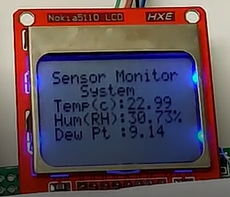 Nokia5110 LCD HXE
Sensor Monitor
System
Temp(c):22.99
Hum(RH):30.73%
Dew Pt :9.14